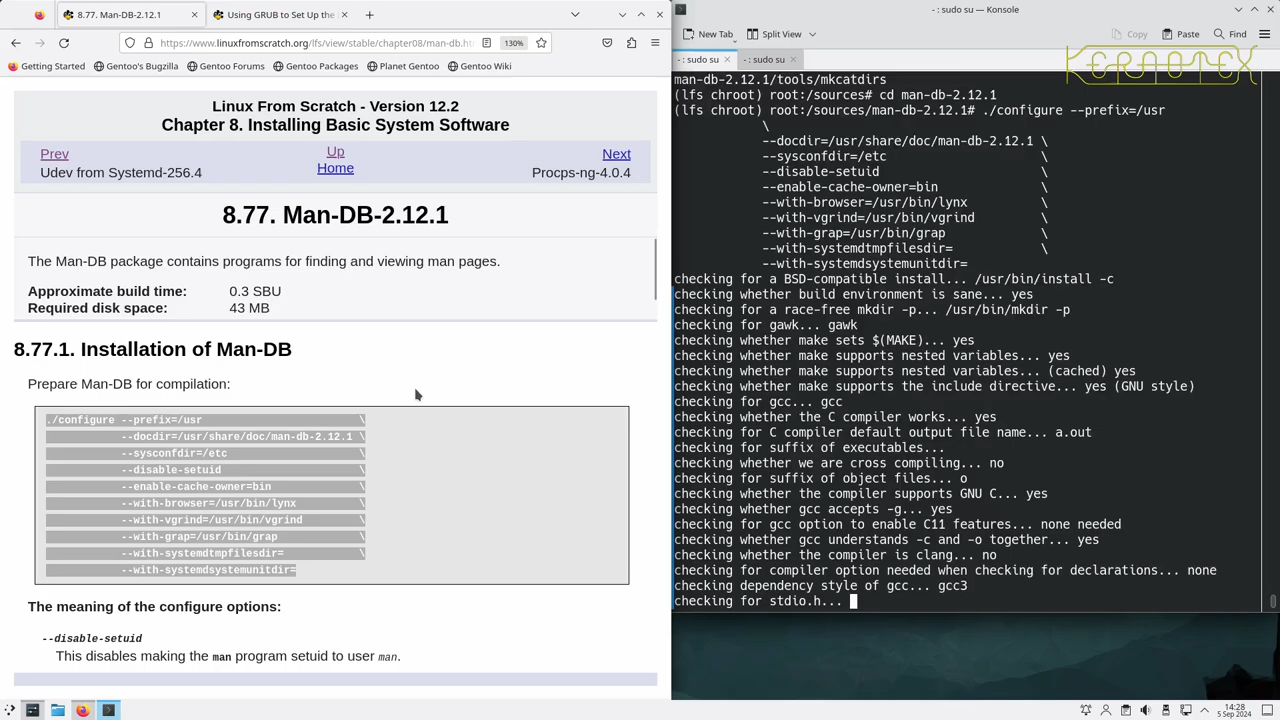 8.77. Man-DB-2.12.1
Using GRUB to Set Up the
https://www.linuxfromscratch.org/lfs/view/stable/chapter08/man-db.ht
130%
Getting Started
Gentoo's Bugzilla
Gentoo Forums
Gentoo Packages
Planet Gentoo
Gentoo Wiki
Linux From Scratch - Version 12.2
Chapter 8. Installing Basic System Software
Prev
Up
Next
Udev from Systemd-256.4
Home
Procps-ng-4.0.4
8.77. Man-DB-2.12.1
The Man-DB package contains programs for finding and viewing man pages.
Approximate build time: 0.3 SBU
Required disk space: 43 MB
8.77.1. Installation of Man-DB
Prepare Man-DB for compilation:
./configure --prefix=/usr \
--docdir=/usr/share/doc/man-db-2.12.1 \
--sysconfdir=/etc \
--disable-setuid \
--enable-cache-owner=bin \
--with-browser=/usr/bin/lynx \
--with-vgrind=/usr/bin/vgrind \
--with-grap=/usr/bin/grap \
--with-systemdtmpfilesdir= \
--with-systemdsystemunitdir=
The meaning of the configure options:
--disable-setuid
This disables making the man program setuid to user man.
- : sudo su — Konsole
New Tab
Split View
Copy
Paste
Find
- : sudo su
- : sudo su
KERNOTEX
man-db-2.12.1/tools/mkcatdirs
(lfs chroot) root:/sources# cd man-db-2.12.1
(lfs chroot) root:/sources/man-db-2.12.1# ./configure --prefix=/usr
\
--docdir=/usr/share/doc/man-db-2.12.1 \
--sysconfdir=/etc \
--disable-setuid \
--enable-cache-owner=bin \
--with-browser=/usr/bin/lynx \
--with-vgrind=/usr/bin/vgrind \
--with-grap=/usr/bin/grap \
--with-systemdtmpfilesdir= \
--with-systemdsystemunitdir=
checking for a BSD-compatible install... /usr/bin/install -c
checking whether build environment is sane... yes
checking for a race-free mkdir -p... /usr/bin/mkdir -p
checking for gawk... gawk
checking whether make sets $(MAKE)... yes
checking whether make supports nested variables... yes
checking whether make supports nested variables... (cached) yes
checking whether make supports the include directive... yes (GNU style)
checking for gcc... gcc
checking whether the C compiler works... yes
checking for C compiler default output file name... a.out
checking for suffix of executables...
checking whether we are cross compiling... no
checking for suffix of object files... o
checking whether the compiler supports GNU C... yes
checking whether gcc accepts -g... yes
checking for gcc option to enable C11 features... none needed
checking whether gcc understands -c and -o together... yes
checking whether the compiler is clang... no
checking for compiler option needed when checking for declarations... none
checking dependency style of gcc... gcc3
checking for stdio.h...
14:28
5 Sep 2024